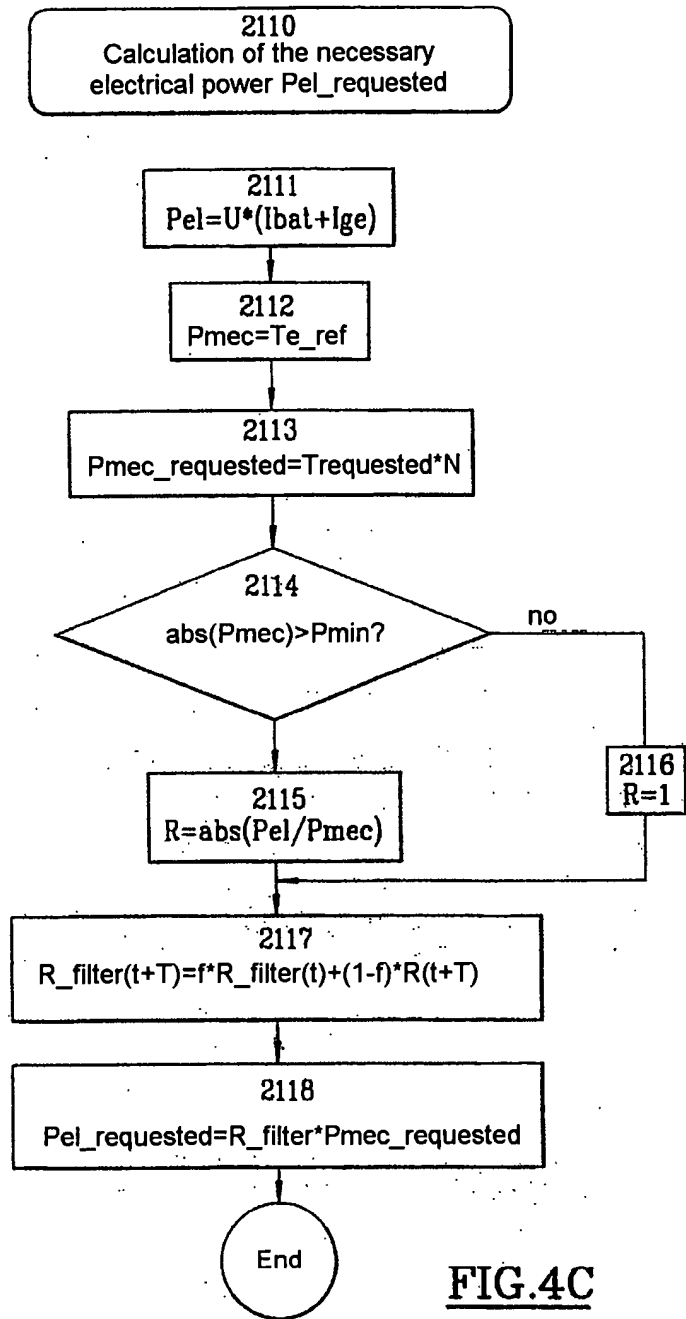 2110
Calculation of the necessary
electrical power Pel_requested
2111
Pel=U*(Ibat+Ige)
2112
Pmec=Te_ref
2113
Pmec_requested=Trequested*N
2114
abs(Pmec)>Pmin?
no
2116
R=1
2115
R=abs(Pel/Pmec)
2117
R_filter(t+T)=f*R_filter(t)+(1-f)*R(t+T)
2118
Pel_requested=R_filter*Pmec_requested
End
FIG.4C